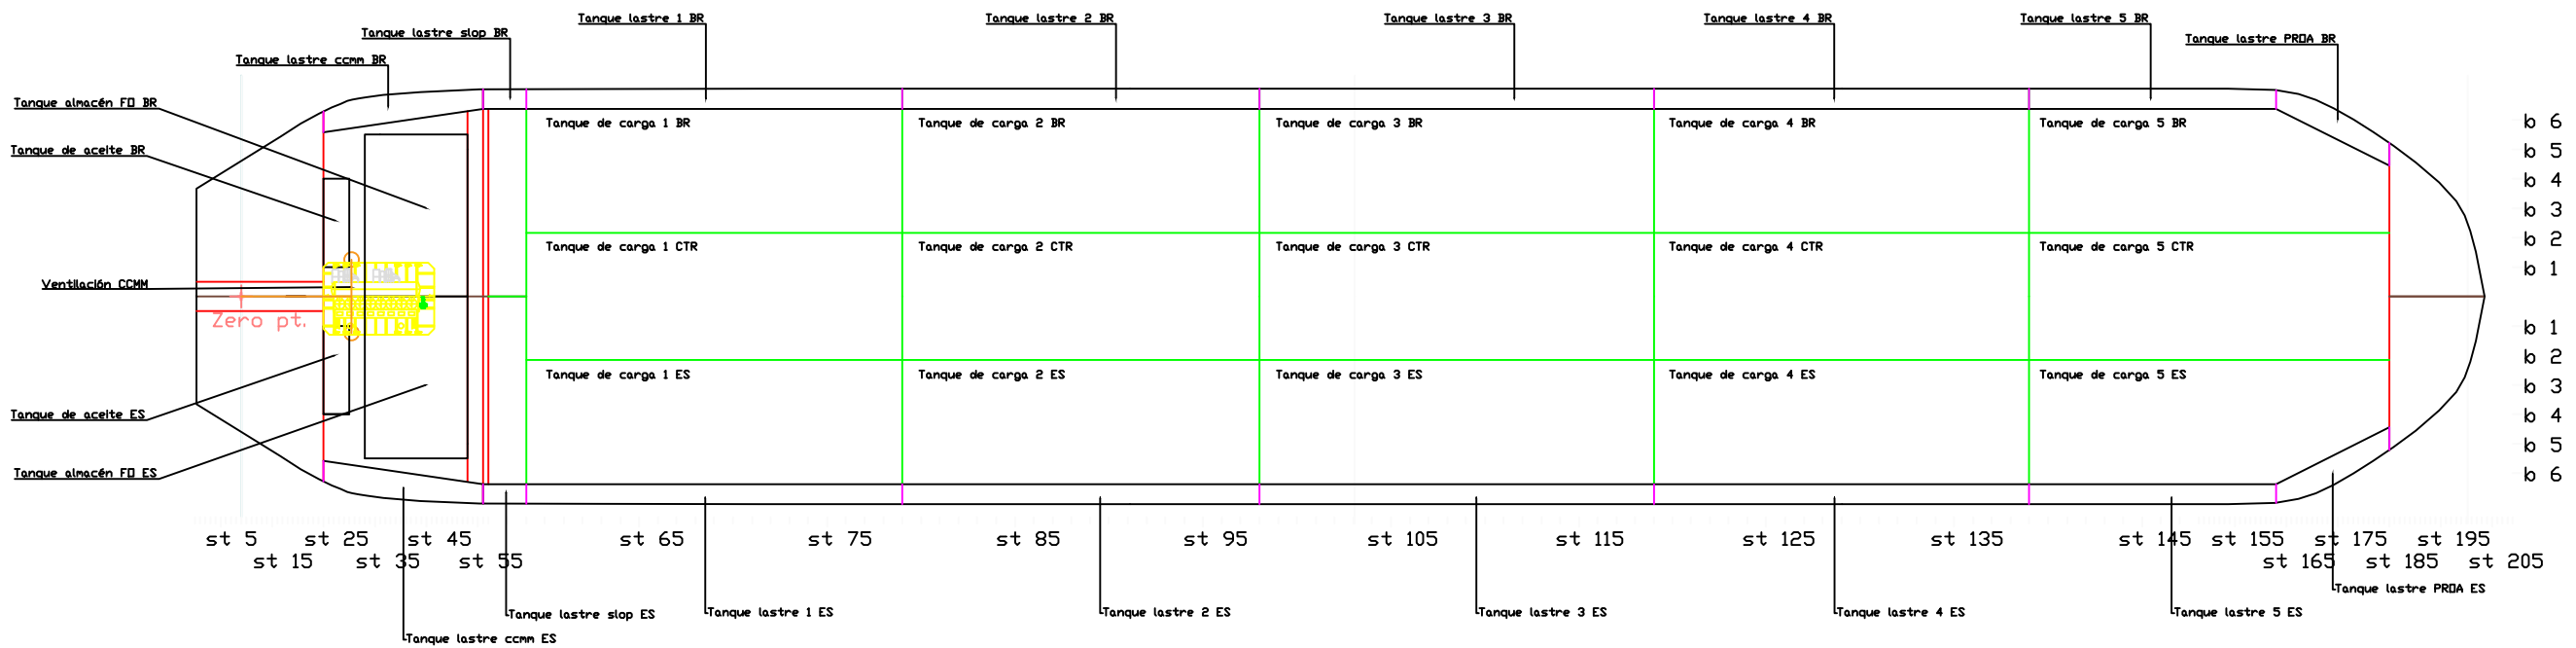 Tanque lastre 1 BR
Tanque lastre 2 BR
Tanque lastre 3 BR
Tanque lastre 4 BR
Tanque lastre 5 BR
Tanque lastre slop BR
Tanque lastre PROA BR
Tanque lastre ccmm BR
Tanque almacén FO BR
Tanque de carga 1 BR
Tanque de carga 2 BR
Tanque de carga 3 BR
Tanque de carga 4 BR
Tanque de carga 5 BR
b 6
Tanque de aceite BR
b 5
b 4
b 3
b 2
Tanque de carga 1 CTR
Tanque de carga 2 CTR
Tanque de carga 3 CTR
Tanque de carga 4 CTR
Tanque de carga 5 CTR
b 1
Ventilación CCMM
Zero pt.
b 1
b 2
Tanque de carga 1 ES
Tanque de carga 2 ES
Tanque de carga 3 ES
Tanque de carga 4 ES
Tanque de carga 5 ES
b 3
Tanque de aceite ES
b 4
b 5
Tanque almacén FO ES
b 6
st 5
st 25
st 45
st 65
st 75
st 85
st 95
st 105
st 115
st 125
st 135
st 145
st 155
st 175
st 195
st 15
st 35
st 55
st 165
st 185
st 205
Tanque lastre PROA ES
Tanque lastre slop ES
Tanque lastre 1 ES
Tanque lastre 2 ES
Tanque lastre 3 ES
Tanque lastre 4 ES
Tanque lastre 5 ES
Tanque lastre ccmm ES